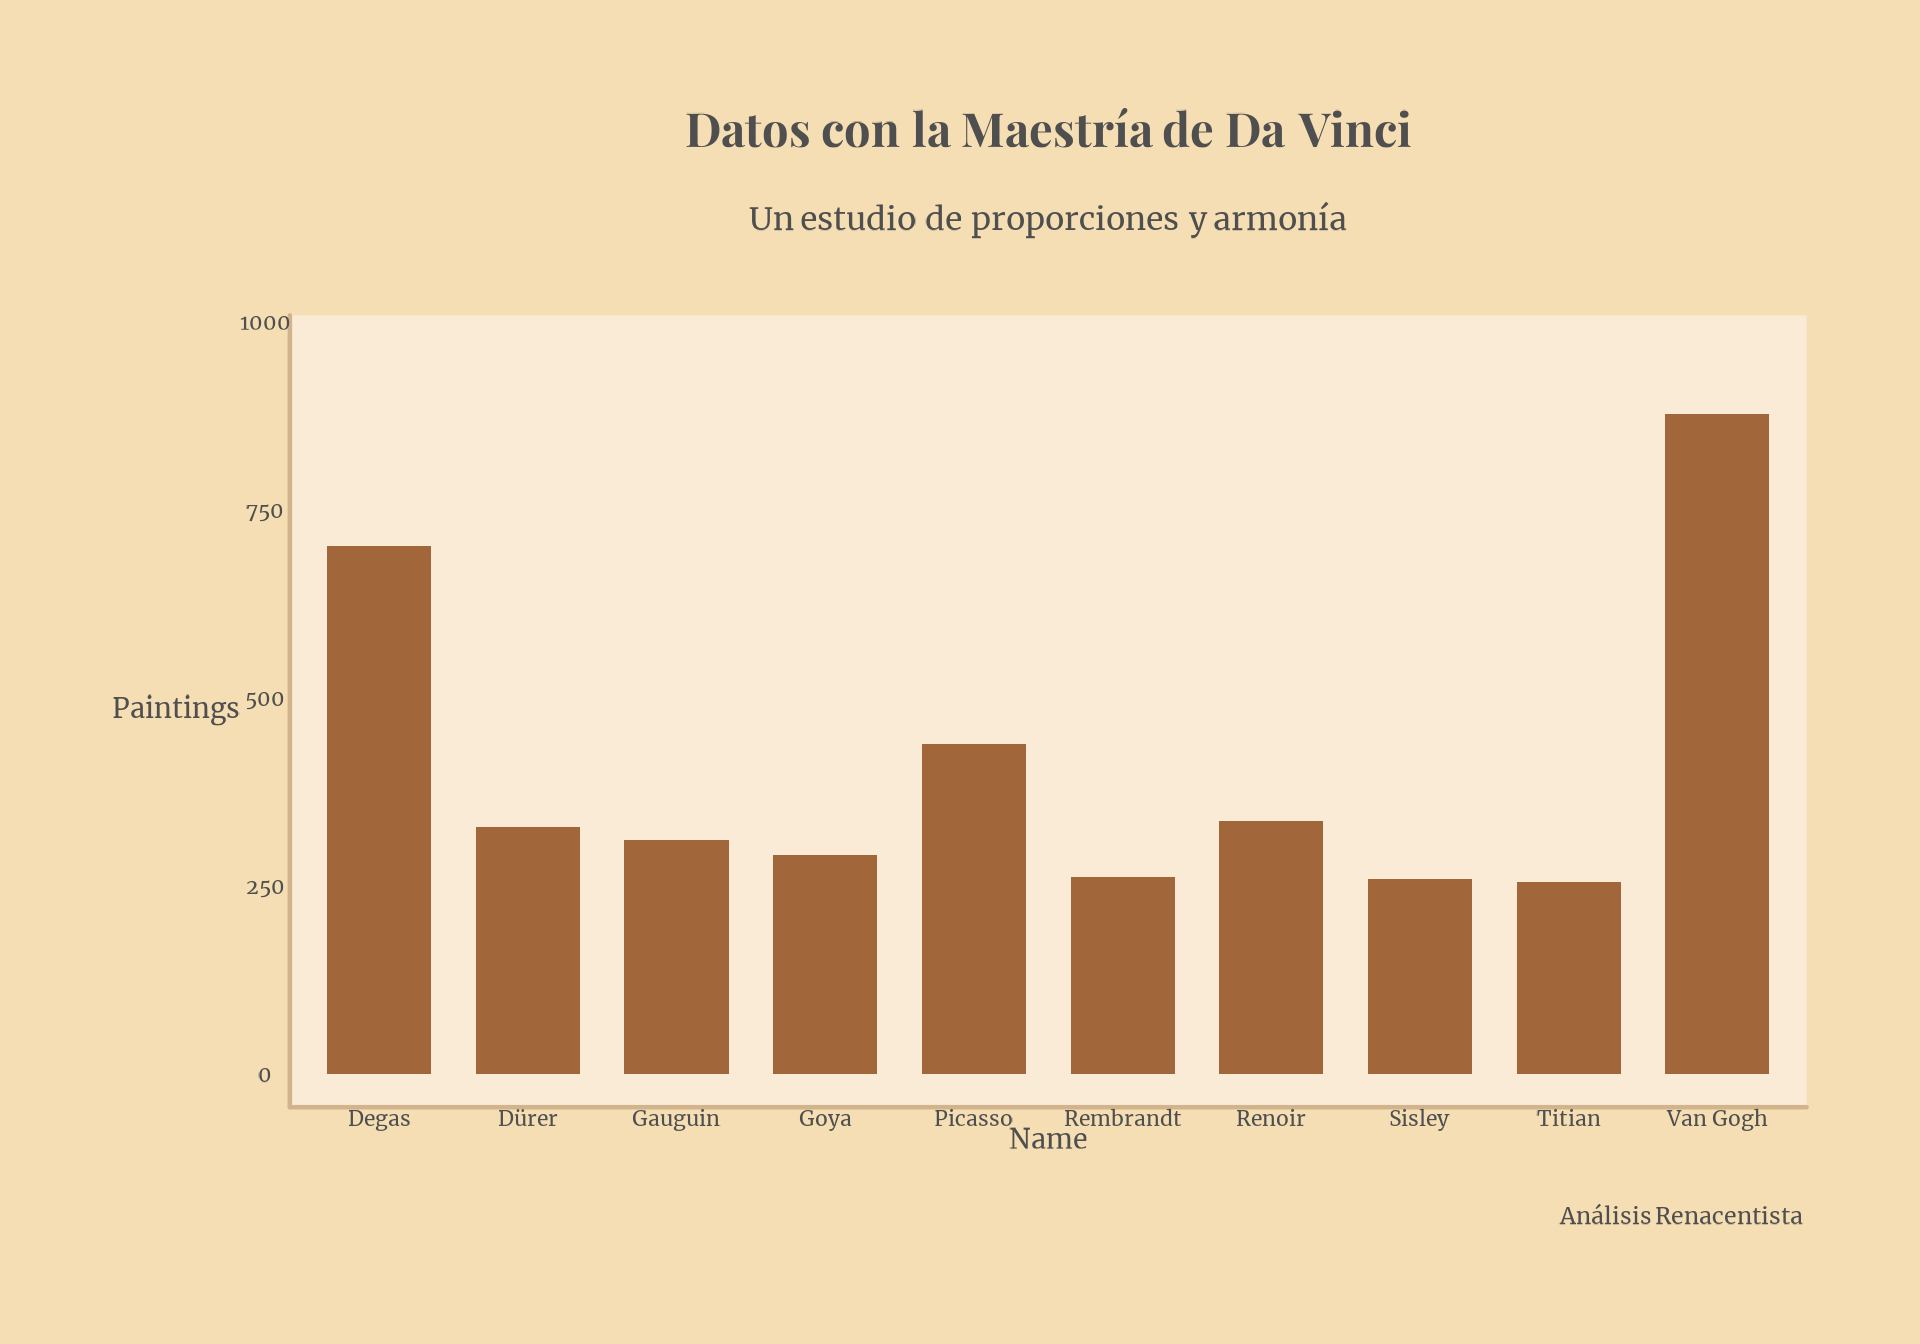 Datos con la Maestría de Da Vinci
Un estudio de proporciones y armonía
1000
750
500
250
0
Paintings
Degas Dürer Gauguin Goya Picasso Rembrandt Renoir Sisley Titian Van Gogh
Name
Análisis Renacentista